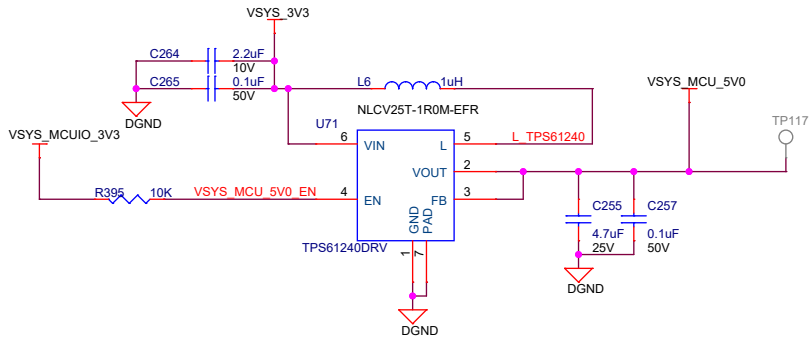 VSYS_3V3
C264 2.2uF
10V
C265 0.1uF
50V
DGND
L6 1uH
NLCV25T-1R0M-EFR
VSYS_MCU_5V0
TP117
VSYS_MCUIO_3V3
U71
6 VIN
L 5
L_TPS61240
VOUT 2
R395 10K
VSYS_MCU_5V0_EN
4 EN
FB 3
GND
PAD
TPS61240DRV
1
7
DGND
C255
4.7uF
25V
C257
0.1uF
50V
DGND